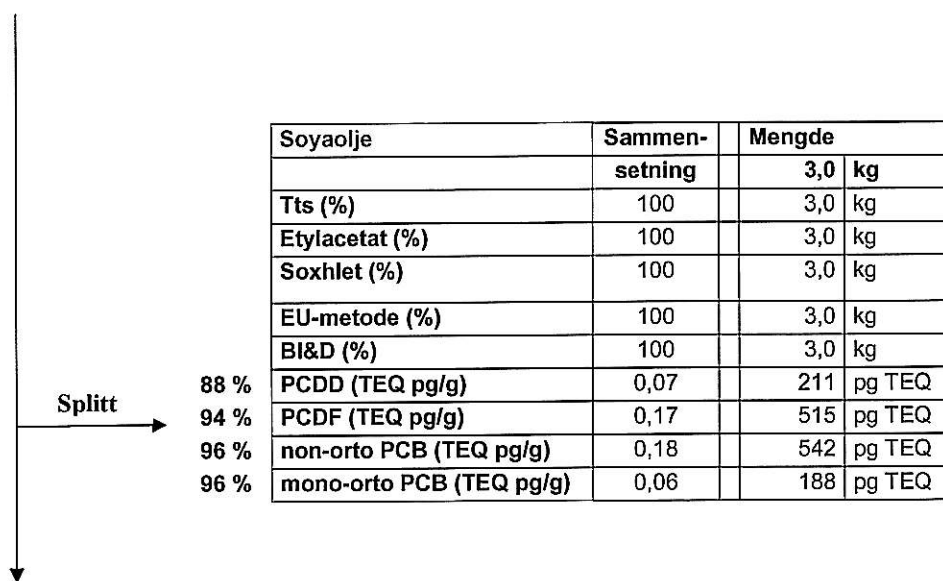 Soyaolje Sammen- Mengde
setning 3,0 kg
Tts (%) 100 3,0 kg
Etylacetat (%) 100 3,0 kg
Soxhlet (%) 100 3,0 kg
EU-metode (%) 100 3,0 kg
BI&D (%) 100 3,0 kg
88 % PCDD (TEQ pg/g) 0,07 211 pg TEQ
Splitt
94 % PCDF (TEQ pg/g) 0,17 515 pg TEQ
96 % non-orto PCB (TEQ pg/g) 0,18 542 pg TEQ
96 % mono-orto PCB (TEQ pg/g) 0,06 188 pg TEQ